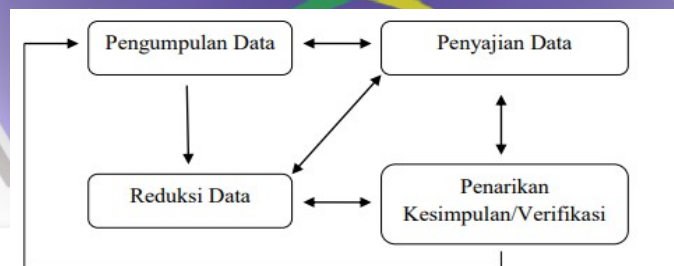 Pengumpulan Data
Penyajian Data
Reduksi Data
Penarikan
Kesimpulan/Verifikasi